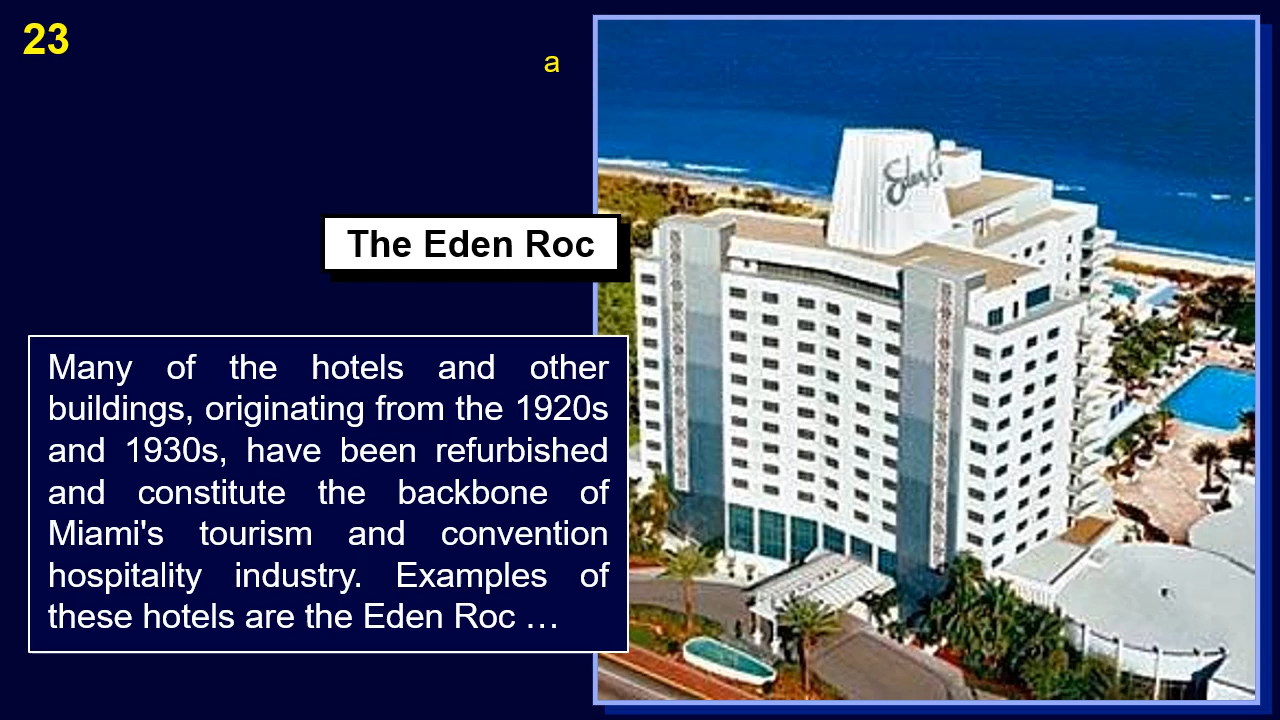 23
a
The Eden Roc
Many of the hotels and other
buildings, originating from the 1920s
and 1930s, have been refurbished
and constitute the backbone of
Miami's tourism and convention
hospitality industry. Examples of
these hotels are the Eden Roc …
Eden